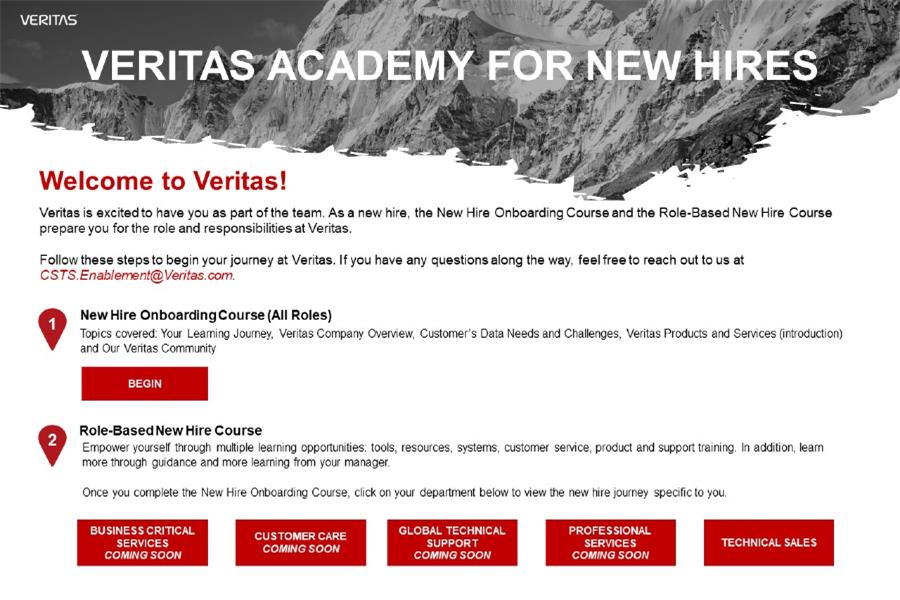 VERITAS
VERITAS ACADEMY FOR NEW HIRES
Welcome to Veritas!
Veritas is excited to have you as part of the team. As a new hire, the New Hire Onboarding Course and the Role-Based New Hire Course
prepare you for the role and responsibilities at Veritas.
Follow these steps to begin your journey at Veritas. If you have any questions along the way, feel free to reach out to us at
CSTS.Enablement@Veritas.com.
1
New Hire Onboarding Course (All Roles)
Topics covered: Your Learning Journey, Veritas Company Overview, Customer's Data Needs and Challenges, Veritas Products and Services (introduction)
and Our Veritas Community
BEGIN
2
Role-Based New Hire Course
Empower yourself through multiple learning opportunities: tools, resources, systems, customer service, product and support training. In addition, learn
more through guidance and more learning from your manager.
Once you complete the New Hire Onboarding Course, click on your department below to view the new hire journey specific to you.
BUSINESS CRITICAL
SERVICES
COMING SOON
CUSTOMER CARE
COMING SOON
GLOBAL TECHNICAL
SUPPORT
COMING SOON
PROFESSIONAL
SERVICES
COMING SOON
TECHNICAL SALES